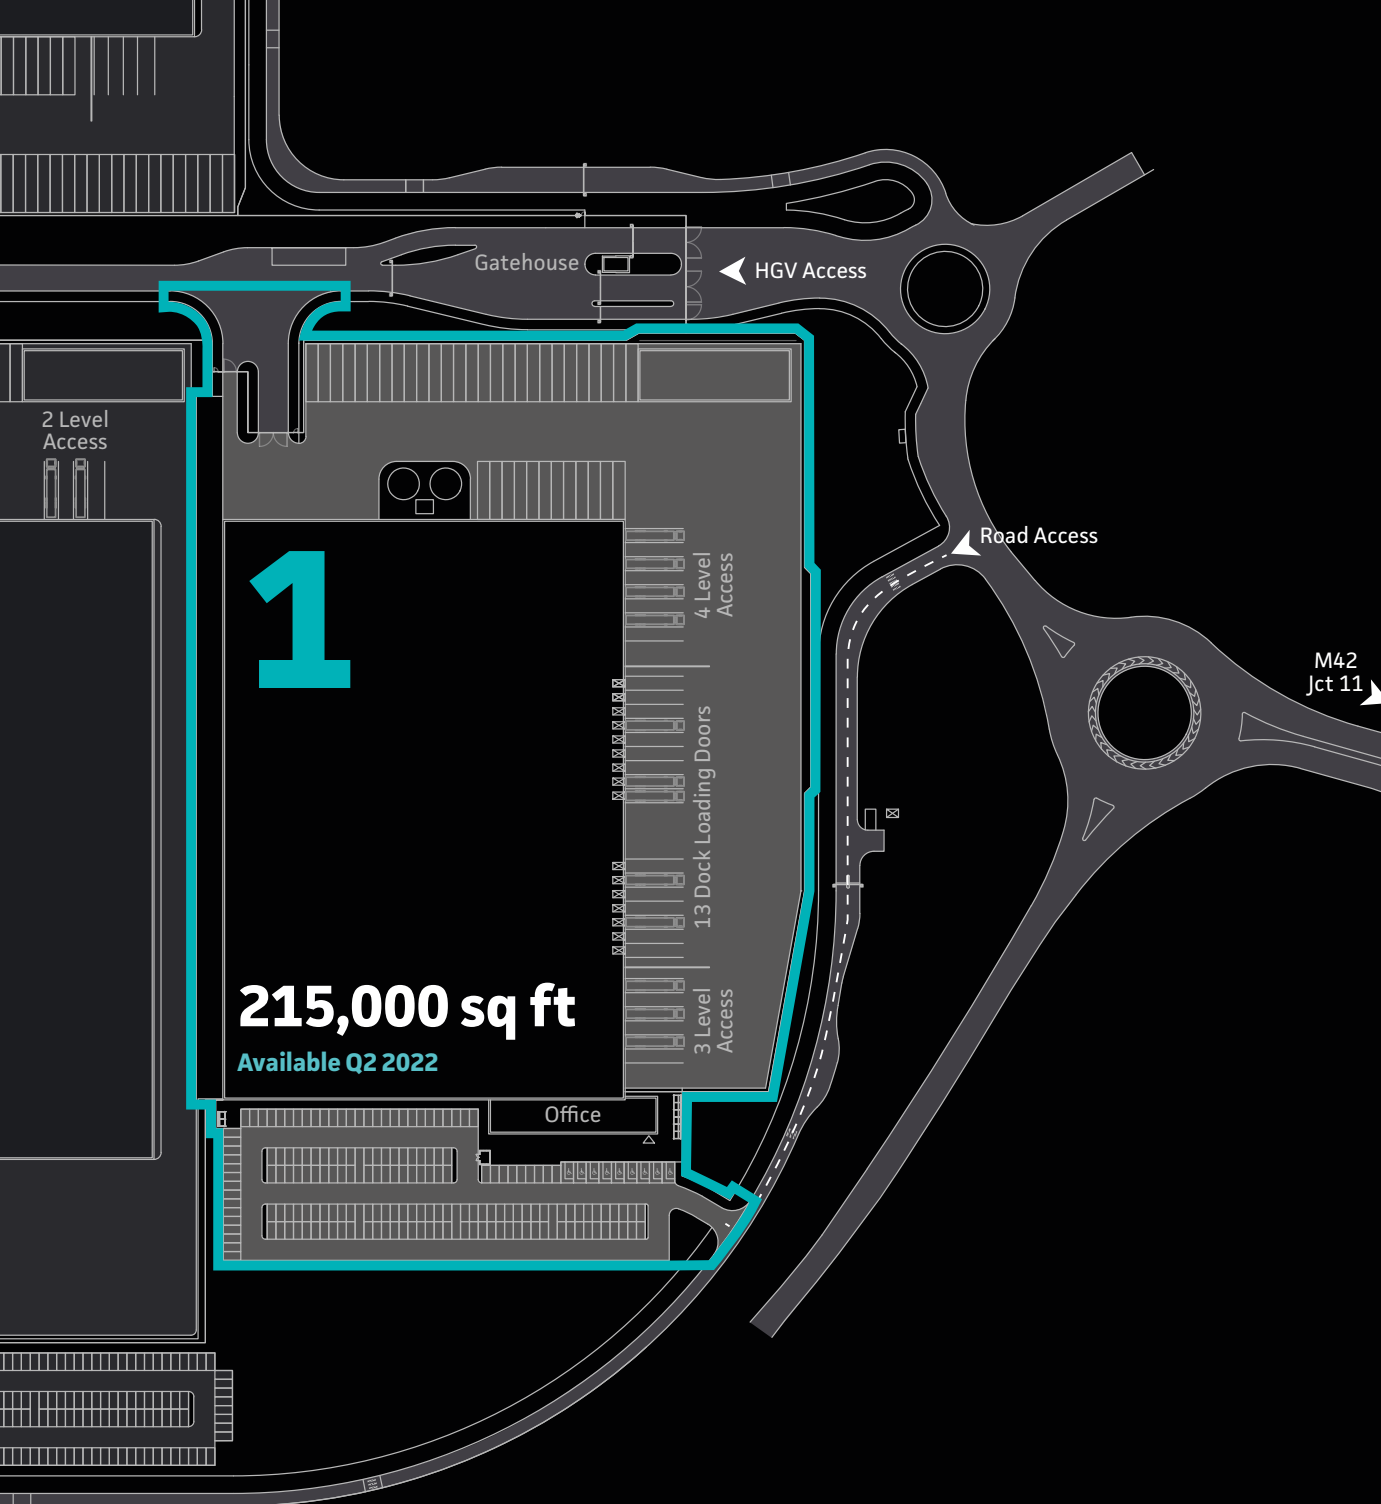 Gatehouse
HGV Access
2 Level
Access
Road Access
1
4 Level
Access
M42
Jct 11
13 Dock Loading Doors
215,000 sq ft
Available Q2 2022
3 Level
Access
Office